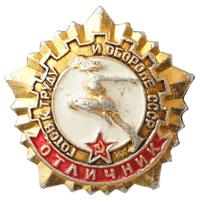 ГОТОВ К ТРУДУ И ОБОРОНЕ СССР
ОТЛИЧНИК